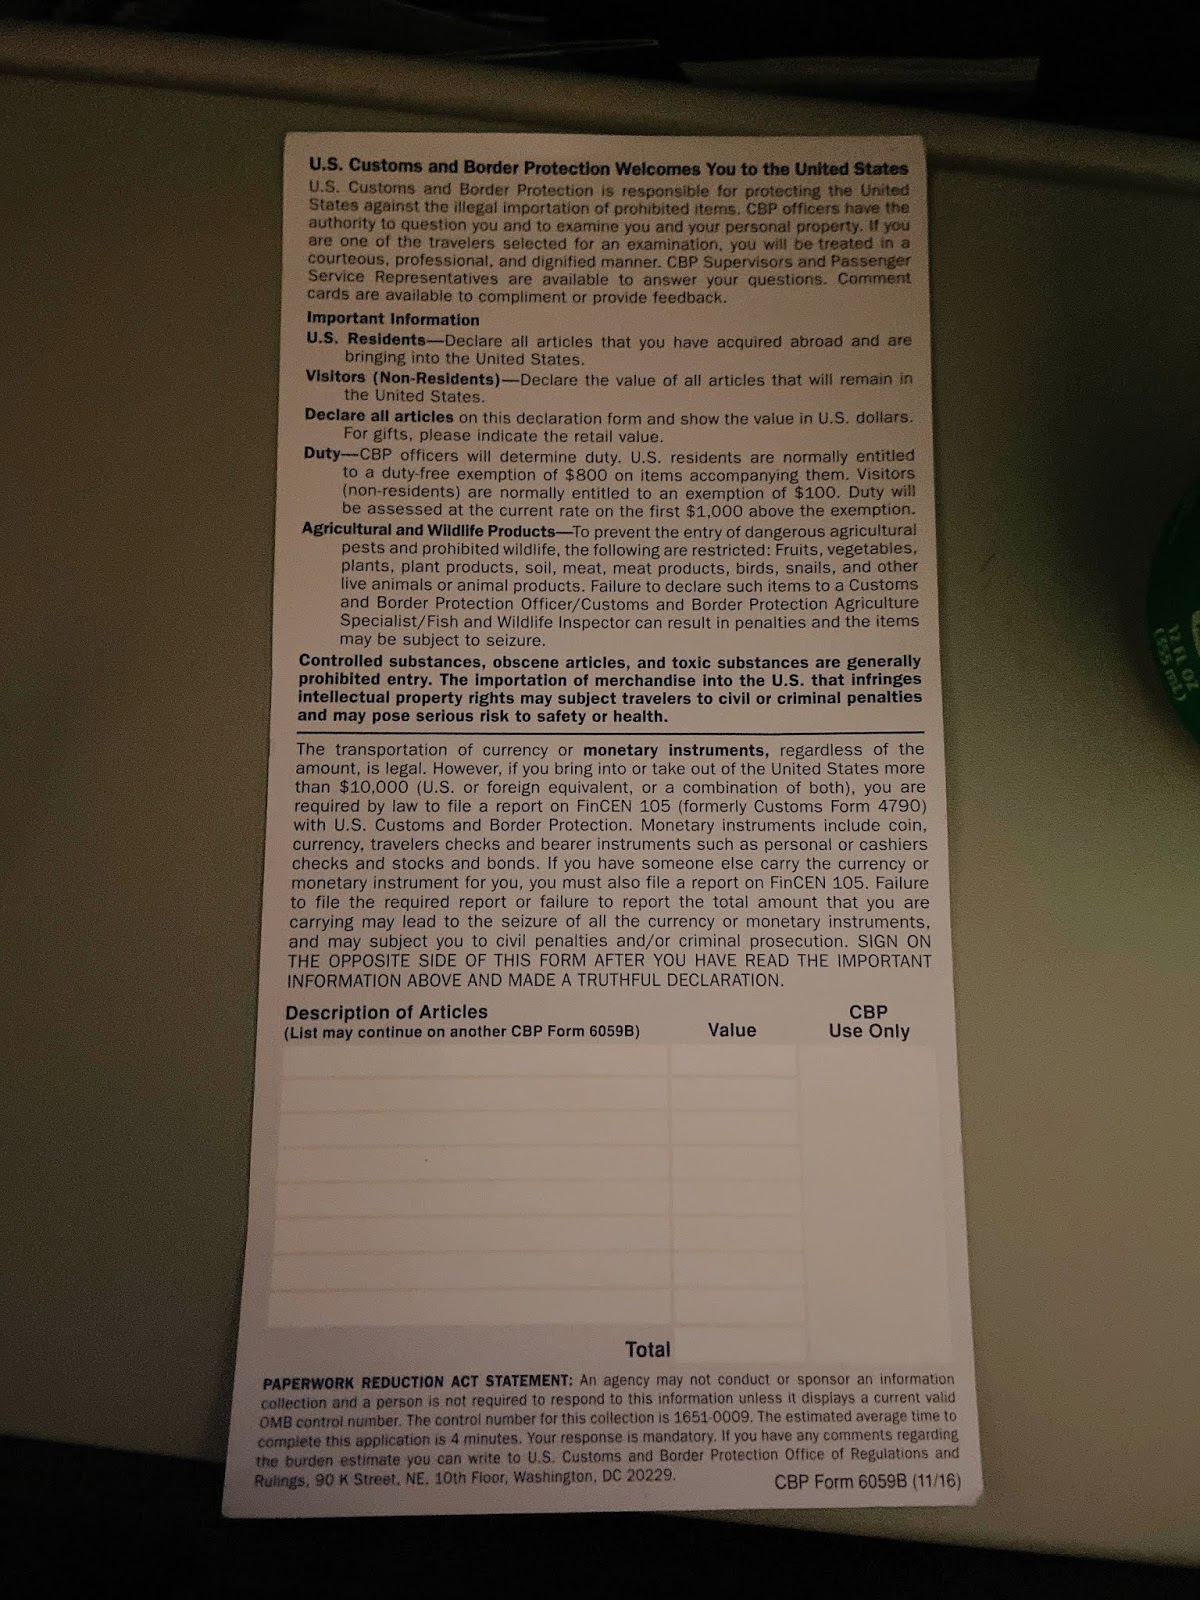 U.S. Customs and Border Protection Welcomes You to the United States
U.S. Customs and Border Protection is responsible for protecting the United
States against the illegal importation of prohibited items. CBP officers have the
authority to question you and to examine you and your personal property. If you
are one of the travelers selected for an examination, you will be treated in a
courteous, professional, and dignified manner. CBP Supervisors and Passenger
Service Representatives are available to answer your questions. Comment
cards are available to compliment or provide feedback.
Important Information
U.S. Residents—Declare all articles that you have acquired abroad and are
bringing into the United States.
Visitors (Non-Residents)—Declare the value of all articles that will remain in
the United States.
Declare all articles on this declaration form and show the value in U.S. dollars.
For gifts, please indicate the retail value.
Duty—CBP officers will determine duty. U.S. residents are normally entitled
to a duty-free exemption of $800 on items accompanying them. Visitors
(non-residents) are normally entitled to an exemption of $100. Duty will
be assessed at the current rate on the first $1,000 above the exemption.
Agricultural and Wildlife Products—To prevent the entry of dangerous agricultural
pests and prohibited wildlife, the following are restricted: Fruits, vegetables,
plants, plant products, soil, meat, meat products, birds, snails, and other
live animals or animal products. Failure to declare such items to a Customs
and Border Protection Officer/Customs and Border Protection Agriculture
Specialist/Fish and Wildlife Inspector can result in penalties and the items
may be subject to seizure.
Controlled substances, obscene articles, and toxic substances are generally
prohibited entry. The importation of merchandise into the U.S. that infringes
intellectual property rights may subject travelers to civil or criminal penalties
and may pose serious risk to safety or health.
The transportation of currency or monetary instruments, regardless of the
amount, is legal. However, if you bring into or take out of the United States more
than $10,000 (U.S. or foreign equivalent, or a combination of both), you are
required by law to file a report on FinCEN 105 (formerly Customs Form 4790)
with U.S. Customs and Border Protection. Monetary instruments include coin,
currency, travelers checks and bearer instruments such as personal or cashiers
checks and stocks and bonds. If you have someone else carry the currency or
monetary instrument for you, you must also file a report on FinCEN 105. Failure
to file the required report or failure to report the total amount that you are
carrying may lead to the seizure of all the currency or monetary instruments,
and may subject you to civil penalties and/or criminal prosecution. SIGN ON
THE OPPOSITE SIDE OF THIS FORM AFTER YOU HAVE READ THE IMPORTANT
INFORMATION ABOVE AND MADE A TRUTHFUL DECLARATION.
Description of Articles
(List may continue on another CBP Form 6059B)
Value
CBP
Use Only
Total
PAPERWORK REDUCTION ACT STATEMENT: An agency may not conduct or sponsor an information
collection and a person is not required to respond to this information unless it displays a current valid
OMB control number. The control number for this collection is 1651-0009. The estimated average time to
complete this application is 4 minutes. Your response is mandatory. If you have any comments regarding
the burden estimate you can write to U.S. Customs and Border Protection Office of Regulations and
Rulings, 90 K Street, NE, 10th Floor, Washington, DC 20229.
CBP Form 6059B (11/16)
12 FL OZ
(355 mL)